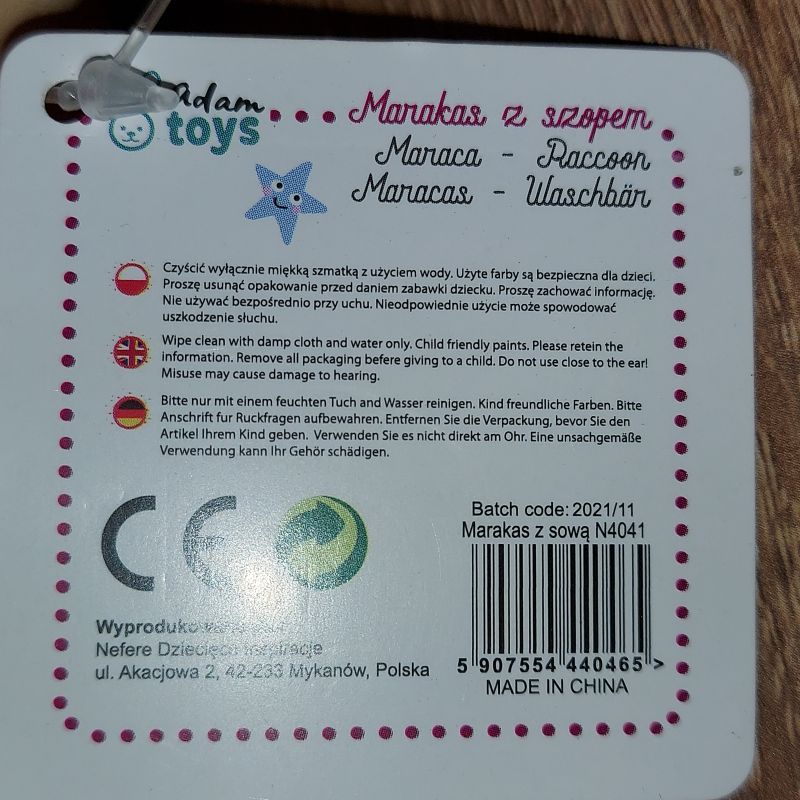 adam
toys
Marakas z szopem
Maraca - Raccoon
Maracas - Waschbär
Czyścić wyłącznie miękką szmatką z użyciem wody. Użyte farby są bezpieczna dla dzieci.
Proszę usunąć opakowanie przed daniem zabawki dziecku. Proszę zachować informację.
Nie używać bezpośrednio przy uchu. Nieodpowiednie użycie może spowodować
uszkodzenie słuchu.
Wipe clean with damp cloth and water only. Child friendly paints. Please retein the
information. Remove all packaging befere giving to a child. Do not use close to the ear!
Misuse may cause damage to hearing.
Bitte nur mit einem feuchten Tuch and Wasser reinigen. Kind freundliche Farben. Bitte
Anschrift fur Ruckfragen aufbewahren. Entfernen Sie die Verpackung, bevor Sie den
Artikel Ihrem Kind geben. Verwenden Sie es nicht direkt am Ohr. Eine unsachgemäße
Verwendung kann Ihr Gehör schädigen.
CE
Batch code: 2021/11
Marakas z sową N4041
5 907554 440465 >
MADE IN CHINA
Nefere Dziecięce Inspiracje
ul. Akacjowa 2, 42-233 Mykanów, Polska